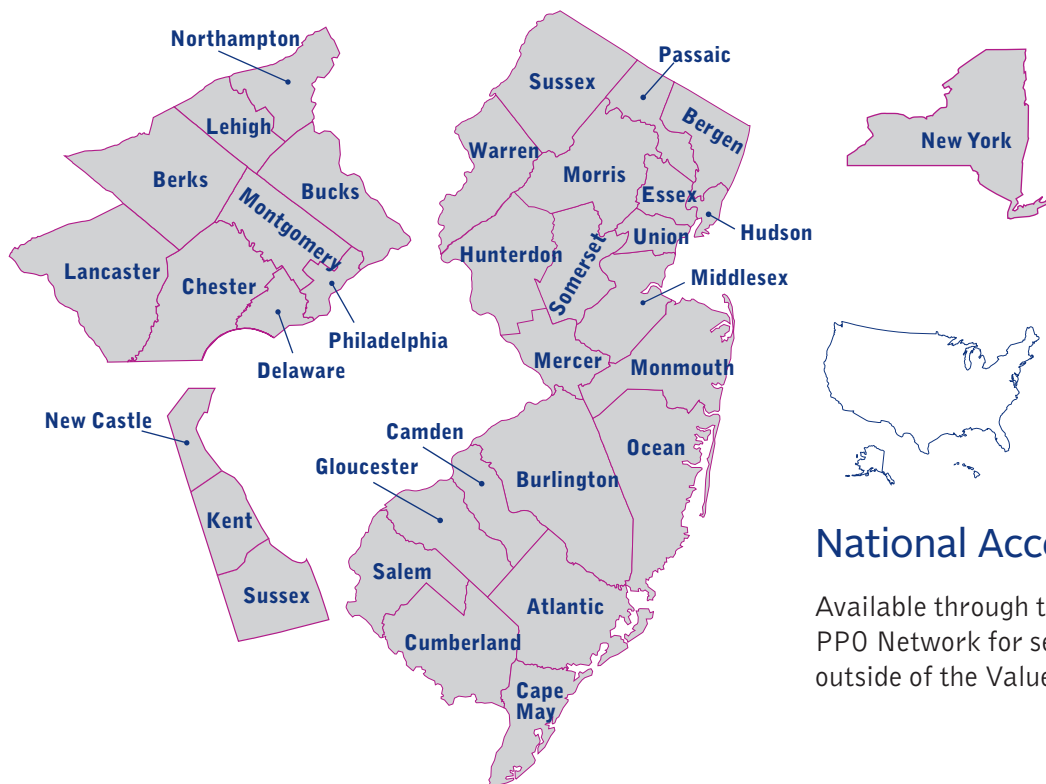 Northampton
Lehigh
Berks
Bucks
Montgomery
Lancaster
Chester
Philadelphia
Delaware
New Castle
Kent
Sussex
Passaic
Sussex
Bergen
Warren
Morris
Essex
Hudson
Union
Hunterdon
Somerset
Middlesex
Mercer
Monmouth
Camden
Ocean
Gloucester
Burlington
Salem
Atlantic
Cumberland
Cape
May
New York
National Acc
Available through t
PPO Network for se
outside of the Value